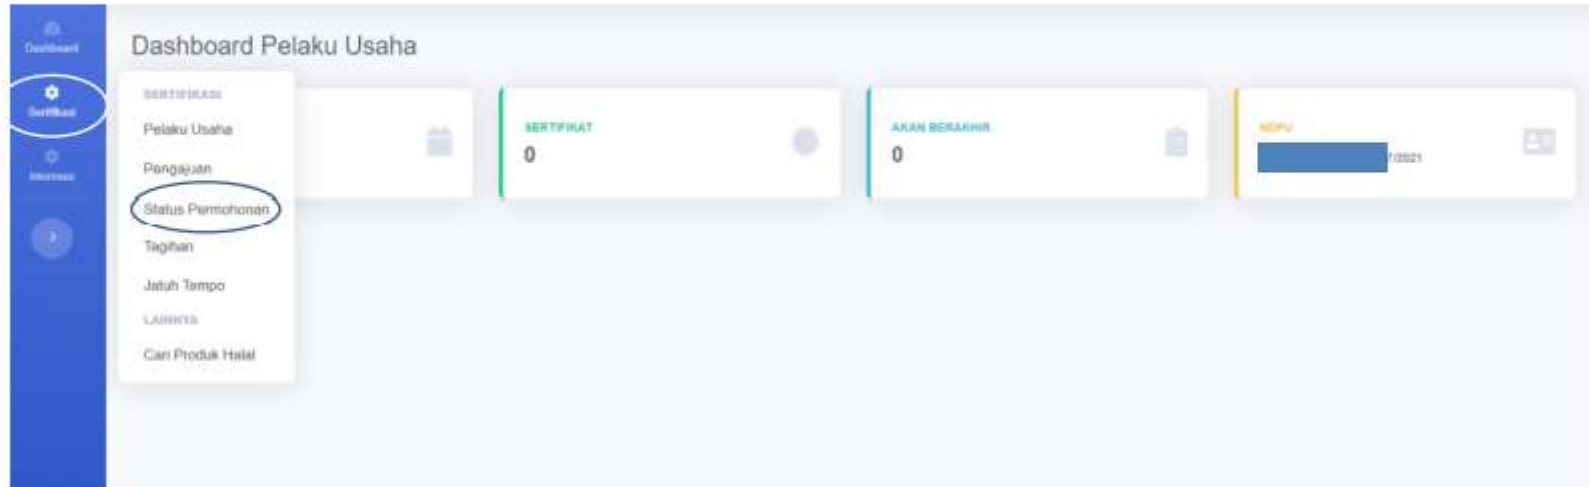 Dashboard
Sertifikasi
Informasi
Dashboard Pelaku Usaha
SERTIFIKASI
Pelaku Usaha
Pengajuan
Status Permohonan
Tagihan
Jatuh Tempo
LAINNYA
Cari Produk Halal
SERTIFIKAT
0
AKAN BERAKHIR
0
/2021